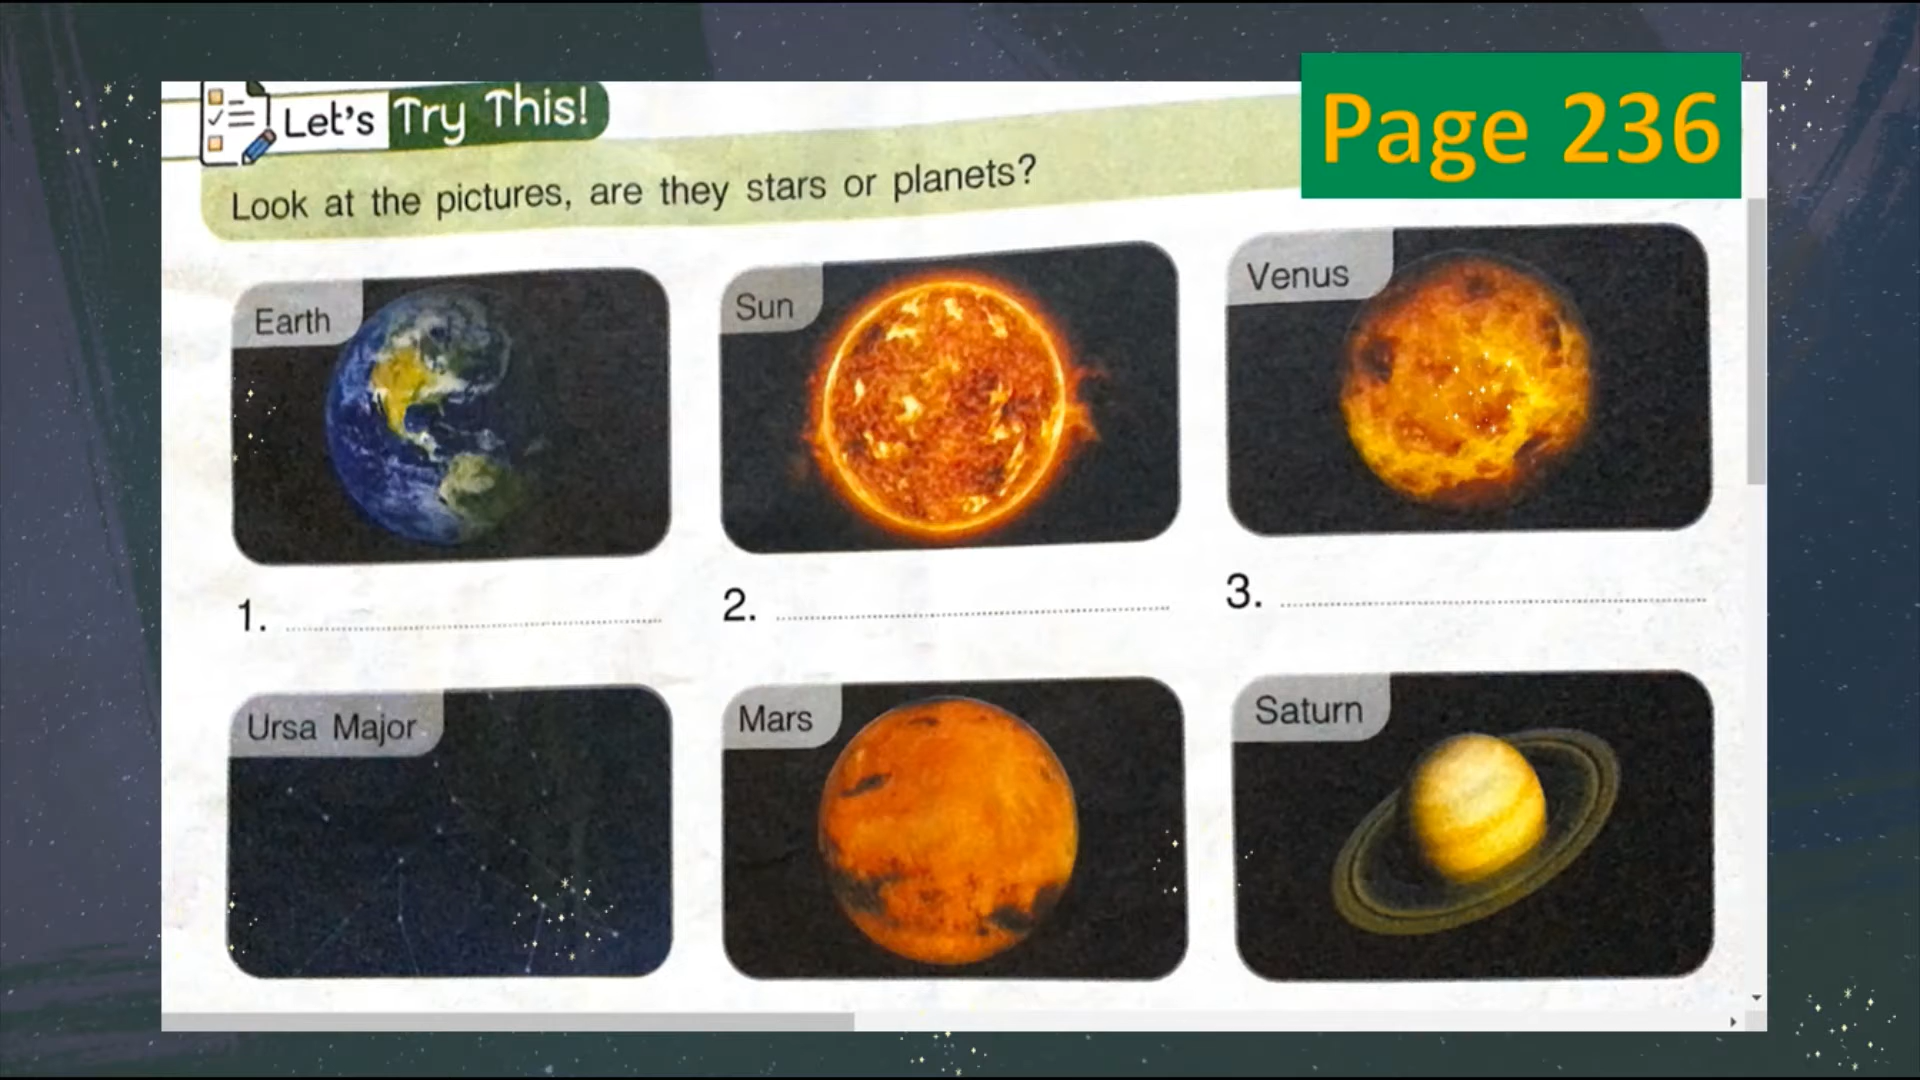 Let's Try This!
Page 236
Look at the pictures, are they stars or planets?
Earth
Sun
Venus
1.
2.
3.
Ursa Major
Mars
Saturn